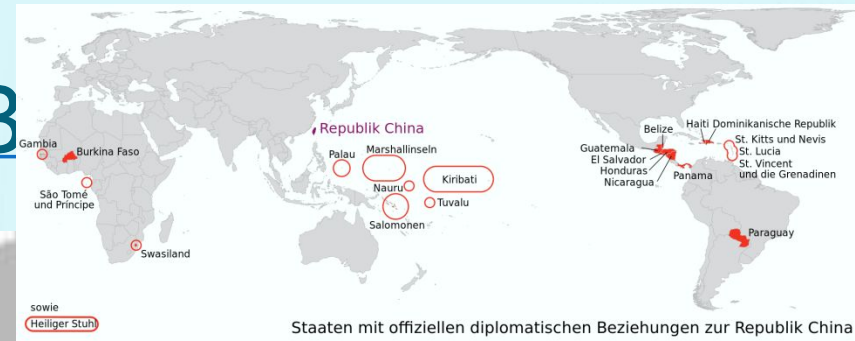 B
Republik China
Gambia
Burkina Faso
São Tomé
und Príncipe
Swasiland
Palau
Marshallinseln
Nauru
Kiribati
Tuvalu
Salomonen
Belize
Haiti Dominikanische Republik
Guatemala
El Salvador
Honduras
Nicaragua
Panama
St. Kitts und Nevis
St. Lucia
St. Vincent
und die Grenadinen
Paraguay
sowie
Heiliger Stuhl
Staaten mit offiziellen diplomatischen Beziehungen zur Republik China